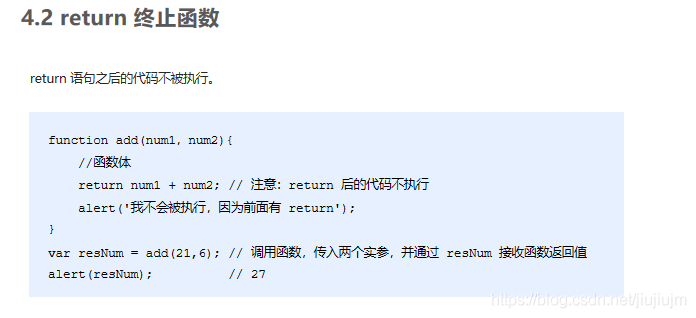 4.2 return 终止函数
return 语句之后的代码不被执行。
function add(num1, num2){
//函数体
return num1 + num2; // 注意：return 后的代码不执行
alert('我不会被执行，因为前面有 return');
}
var resNum = add(21,6); // 调用函数，传入两个实参，并通过 resNum 接收函数返回值
alert(resNum); // 27
https://blog.csdn.net/jiujiujm